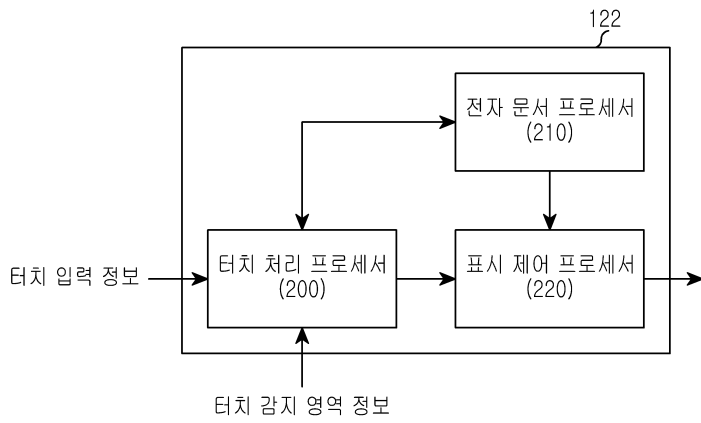 122
전자 문서 프로세서
(210)
터치 입력 정보
터치 처리 프로세서
(200)
표시 제어 프로세서
(220)
터치 감지 영역 정보